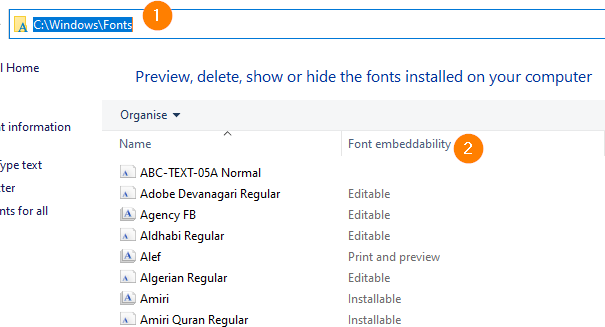 C:\Windows\Fonts 1
l Home
Preview, delete, show or hide the fonts installed on your computer
Organise
nt information
Name Font embeddability 2
ype text
ter
nts for all
ABC-TEXT-05A Normal
Adobe Devanagari Regular Editable
Agency FB Editable
Aldhabi Regular Editable
Alef Print and preview
Algerian Regular Editable
Amiri Installable
Amiri Quran Regular Installable